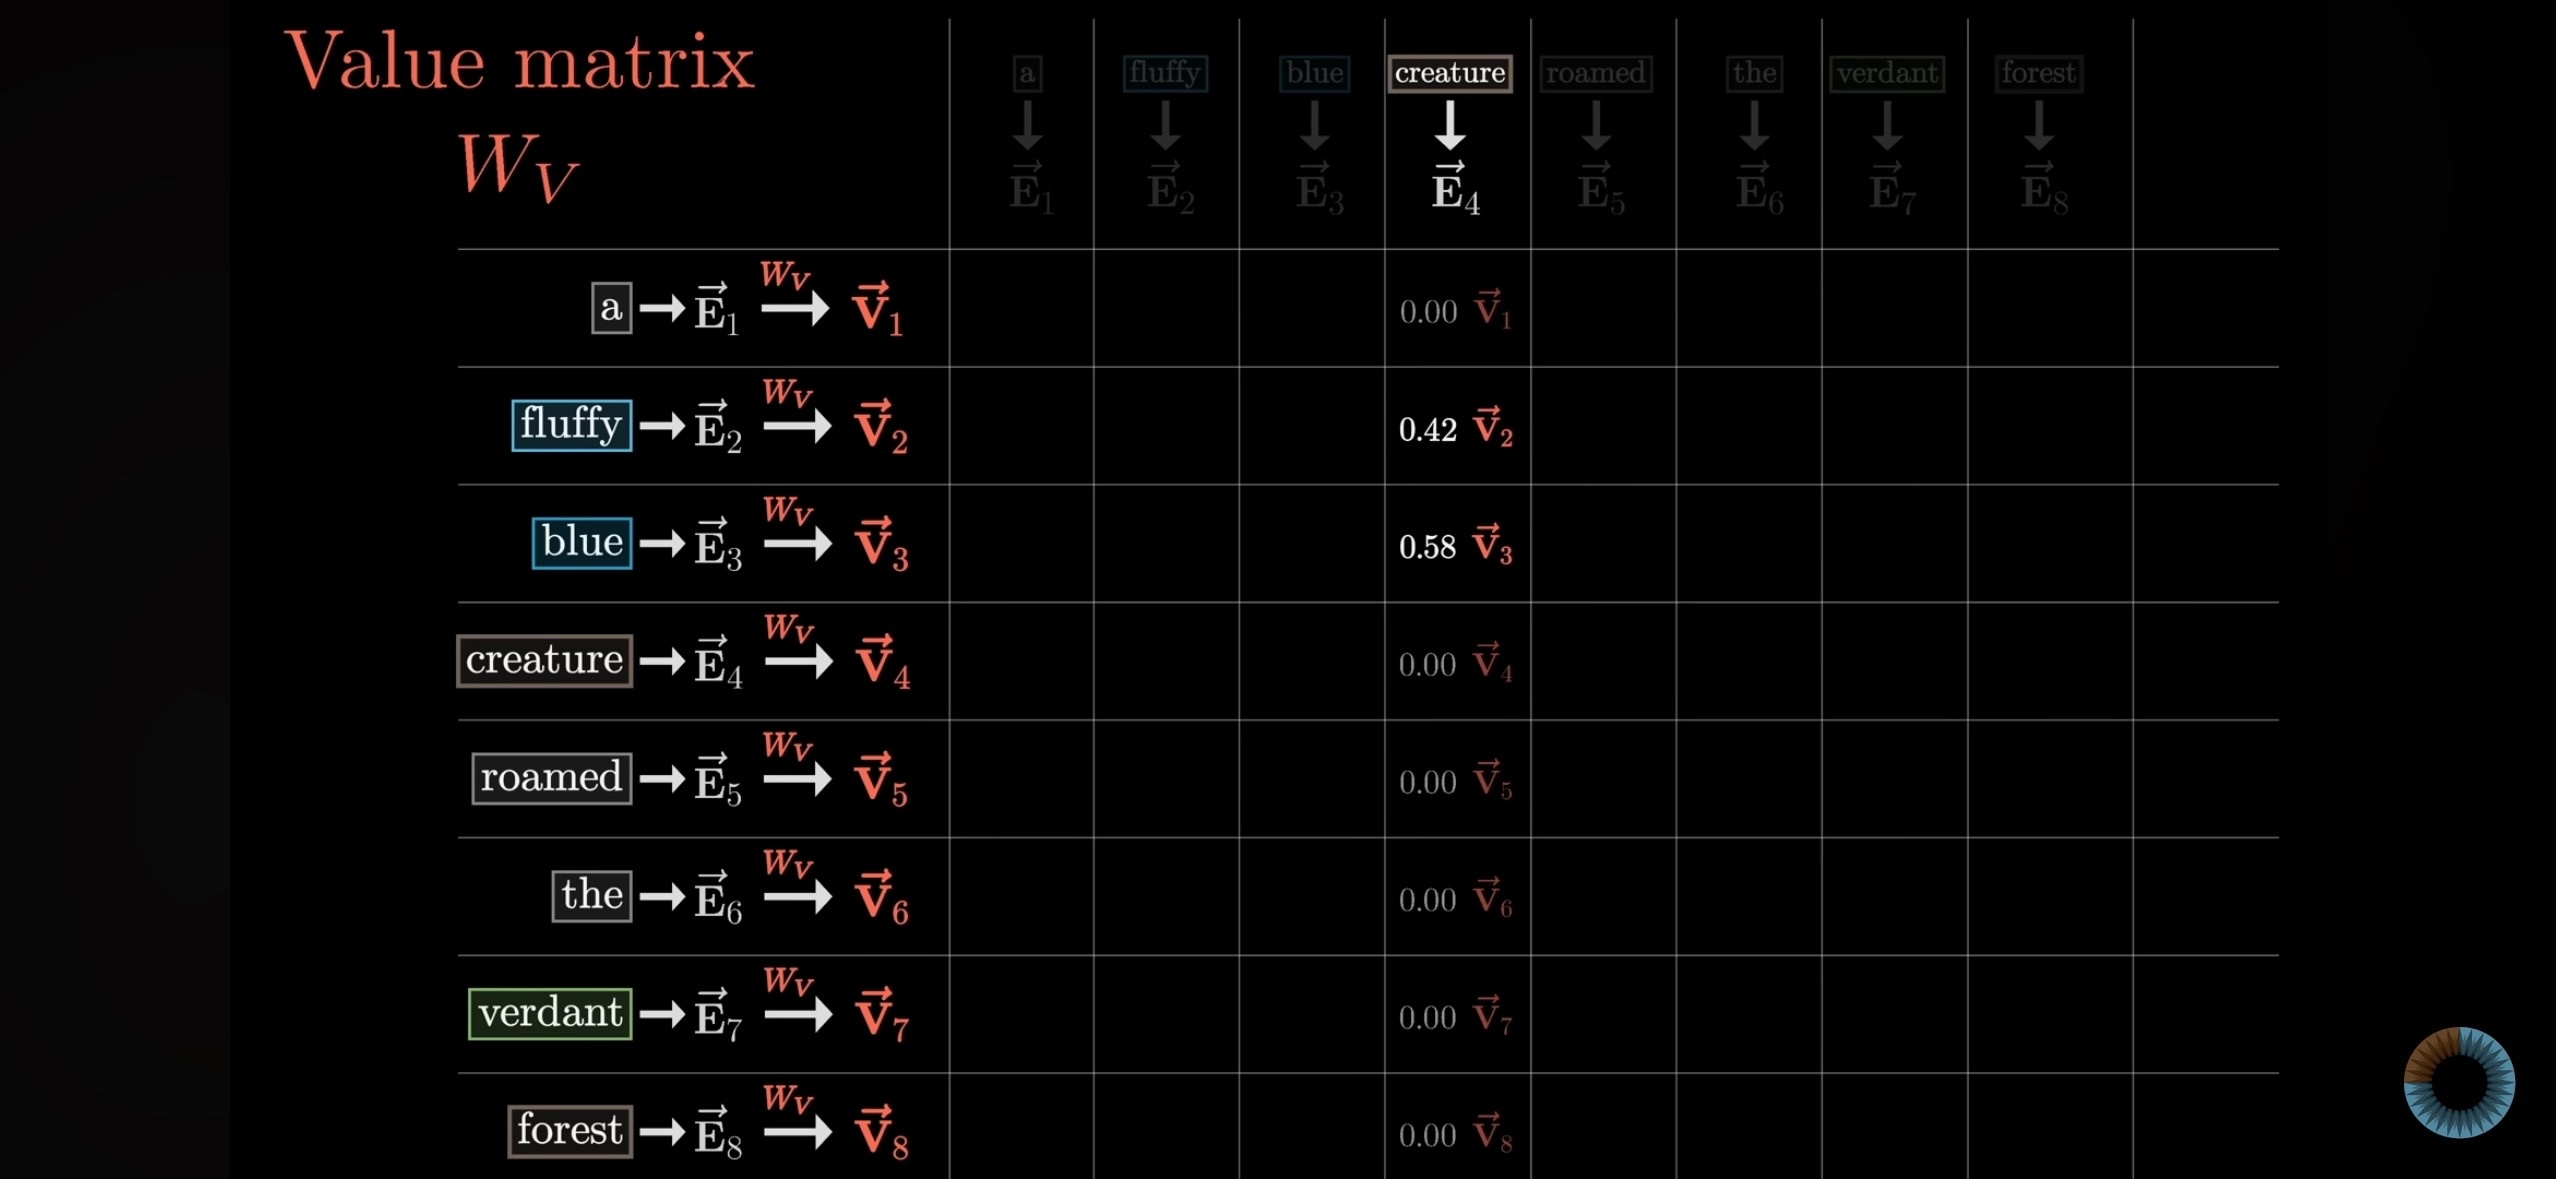 Value matrix
W_V
a fluffy blue creature roamed the verdant forest
E⃗₁ E⃗₂ E⃗₃ E⃗₄ E⃗₅ E⃗₆ E⃗₇ E⃗₈
a → E⃗₁ W_V → V⃗₁ 0.00 V⃗₁
fluffy → E⃗₂ W_V → V⃗₂ 0.42 V⃗₂
blue → E⃗₃ W_V → V⃗₃ 0.58 V⃗₃
creature → E⃗₄ W_V → V⃗₄ 0.00 V⃗₄
roamed → E⃗₅ W_V → V⃗₅ 0.00 V⃗₅
the → E⃗₆ W_V → V⃗₆ 0.00 V⃗₆
verdant → E⃗₇ W_V → V⃗₇ 0.00 V⃗₇
forest → E⃗₈ W_V → V⃗₈ 0.00 V⃗₈